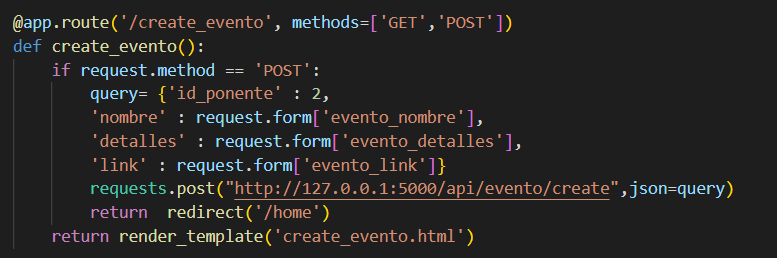 @app.route('/create_evento', methods=['GET','POST'])
def create_evento():
    if request.method == 'POST':
        query= {'id_ponente' : 2,
        'nombre' : request.form['evento_nombre'],
        'detalles' : request.form['evento_detalles'],
        'link' : request.form['evento_link']}
        requests.post("http://127.0.0.1:5000/api/evento/create",json=query)
        return  redirect('/home')
    return render_template('create_evento.html')